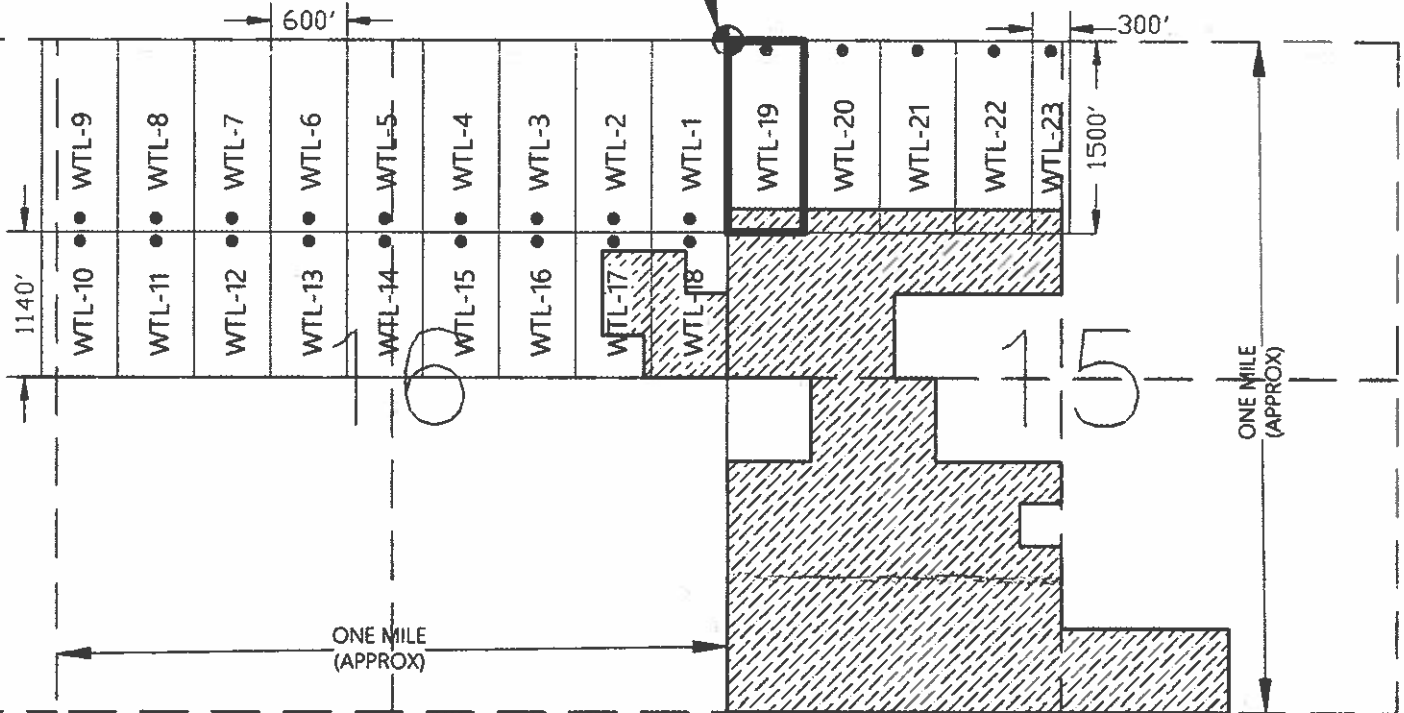 600'
300'
WTL-9
WTL-8
WTL-7
WTL-6
WTL-5
WTL-4
WTL-3
WTL-2
WTL-1
WTL-19
WTL-20
WTL-21
WTL-22
WTL-23
1500'
1140'
WTL-10
WTL-11
WTL-12
WTL-13
WTL-14
WTL-15
WTL-16
WTL-17
WTL-18
16
15
ONE MILE
(APPROX)
ONE MILE
(APPROX)